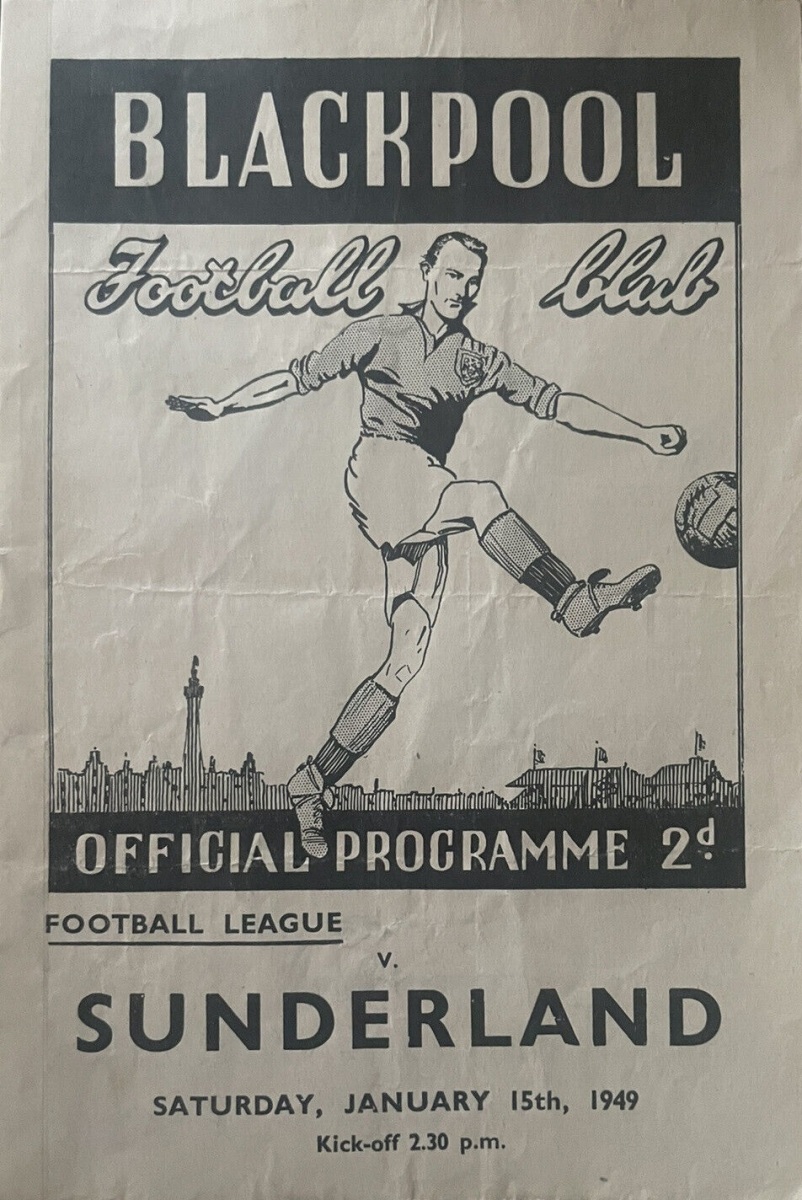 BLACKPOOL
Football Club
OFFICIAL PROGRAMME 2d.
FOOTBALL LEAGUE
v.
SUNDERLAND
SATURDAY, JANUARY 15th, 1949
Kick-off 2.30 p.m.